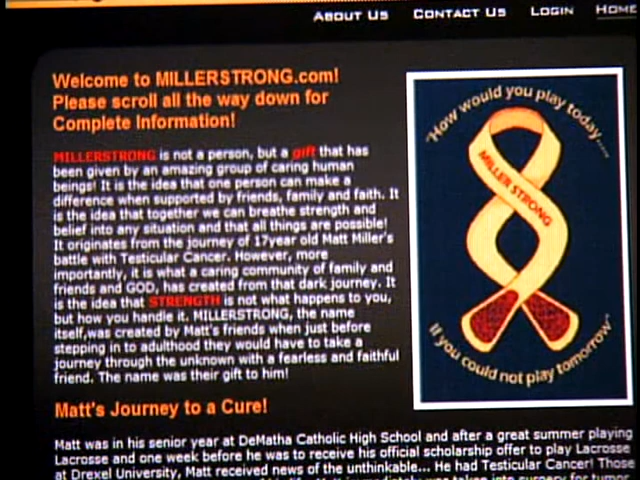 ABOUT US CONTACT US LOGIN HOME
Welcome to MILLERSTRONG.com!
Please scroll all the way down for
Complete Information!
MILLERSTRONG is not a person, but a gift that has
been given by an amazing group of caring human
beings! It is the idea that one person can make a
difference when supported by friends, family and faith. It
is the idea that together we can breathe strength and
belief into any situation and that all things are possible!
It originates from the journey of 17year old Matt Miller's
battle with Testicular Cancer. However, more
importantly, it is what a caring community of family and
friends and GOD, has created from that dark journey. It
is the idea that STRENGTH is not what happens to you,
but how you handle it. MILLERSTRONG, the name
itself,was created by Matt's friends when just before
stepping in to adulthood they would have to take a
journey through the unknown with a fearless and faithful
friend. The name was their gift to him!
"How would you play today....
MILLER STRONG
If you could not play tomorrow"
Matt's Journey to a Cure!
Matt was in his senior year at DeMatha Catholic High School and after a great summer playing
Lacrosse and one week before he was to receive his official scholarship offer to play Lacrosse
at Drexel University, Matt received news of the unthinkable... He had Testicular Cancer! Those